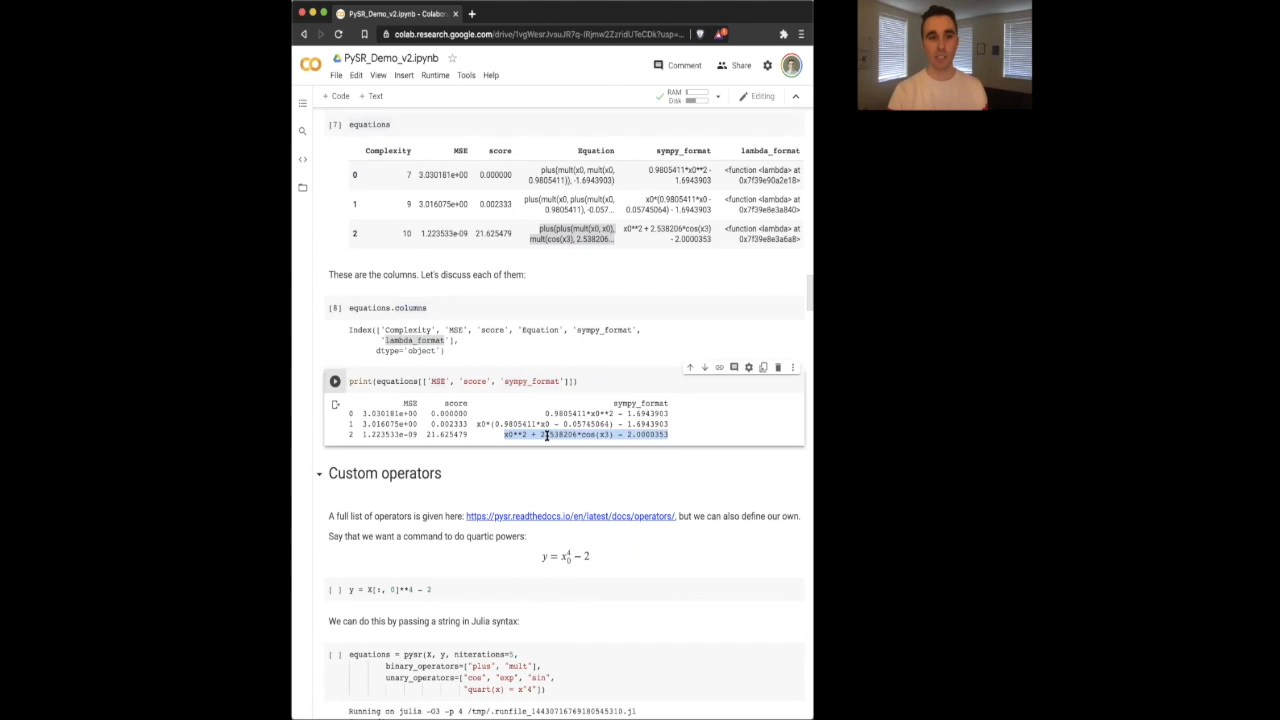 PySR_Demo_v2.ipynb - Colabor
colab.research.google.com/drive/1vgWesrJvsuJR7q-IRjmw2ZzridUTeCDk?usp=...
PySR_Demo_v2.ipynb
Comment
Share
File Edit View Insert Runtime Tools Help
+ Code + Text
RAM
Disk
Editing
[7] equations
Complexity MSE score Equation sympy_format lambda_format
0 7 3.030181e+00 0.000000 plus(mult(x0, mult(x0, 0.9805411*x0**2 - <function <lambda> at
0.9805411)), -1.6943903) 1.6943903 0x7f39e90a2e18>
1 9 3.016075e+00 0.002333 plus(mult(x0, plus(mult(x0, x0*(0.9805411*x0 - <function <lambda> at
0.9805411), -0.057... 0.05745064) - 1.6943903 0x7f39e8e3a840>
2 10 1.223533e-09 21.625479 plus(plus(mult(x0, x0), x0**2 + 2.538206*cos(x3) <function <lambda> at
mult(cos(x3), 2.538206... - 2.0000353 0x7f39e8e3a6a8>
These are the columns. Let's discuss each of them:
[8] equations.columns
Index(['Complexity', 'MSE', 'score', 'Equation', 'sympy_format',
'lambda_format'],
dtype='object')
print(equations[['MSE', 'score', 'sympy_format']])
MSE score sympy_format
0 3.030181e+00 0.000000 0.9805411*x0**2 - 1.6943903
1 3.016075e+00 0.002333 x0*(0.9805411*x0 - 0.05745064) - 1.6943903
2 1.223533e-09 21.625479 x0**2 + 2.538206*cos(x3) - 2.0000353
Custom operators
A full list of operators is given here: https://pysr.readthedocs.io/en/latest/docs/operators/, but we can also define our own.
Say that we want a command to do quartic powers:
y = x₀⁴ − 2
[ ] y = X[:, 0]**4 - 2
We can do this by passing a string in Julia syntax:
[ ] equations = pysr(X, y, niterations=5,
binary_operators=["plus", "mult"],
unary_operators=["cos", "exp", "sin",
"quart(x) = x^4"])
Running on julia -O3 -p 4 /tmp/.runfile_14430716769180545310.jl